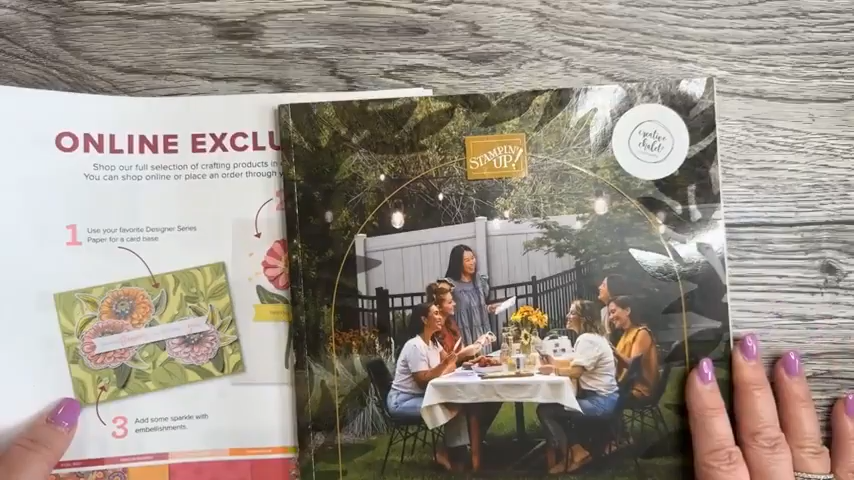 ONLINE EXCLU
Shop our full selection of crafting products in
You can shop online or place an order through y
1 Use your favorite Designer Series
Paper for a card base
3 Add some sparkle with
embellishments.
STAMPIN'
UP!
creative
chalet